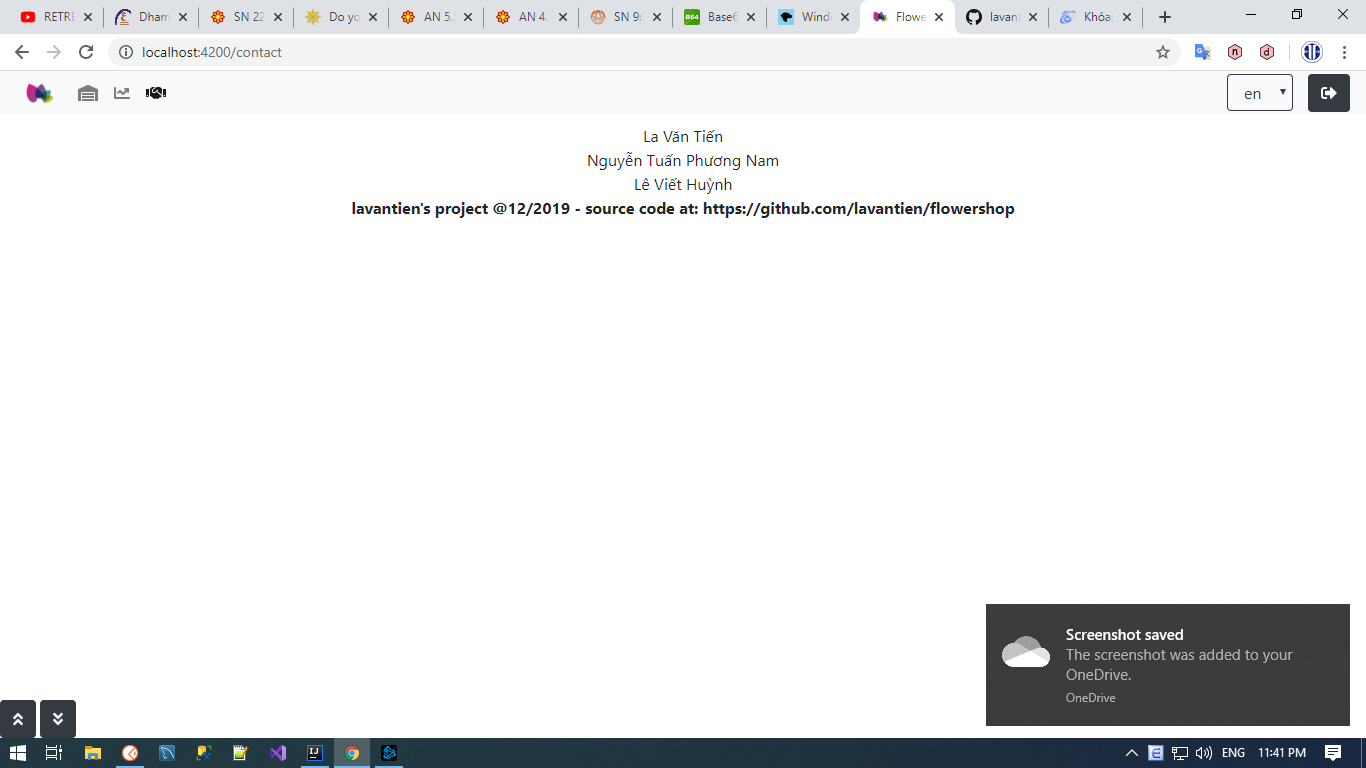 RETRE
Dham
SN 22
Do yo
AN 5.
AN 4.
SN 9
B64 Base6
Wind
Flowe
lavant
Khóa
localhost:4200/contact
en
La Văn Tiến
Nguyễn Tuấn Phương Nam
Lê Viết Huỳnh
lavantien's project @12/2019 - source code at: https://github.com/lavantien/flowershop
Screenshot saved
The screenshot was added to your
OneDrive.
OneDrive
ENG 11:41 PM